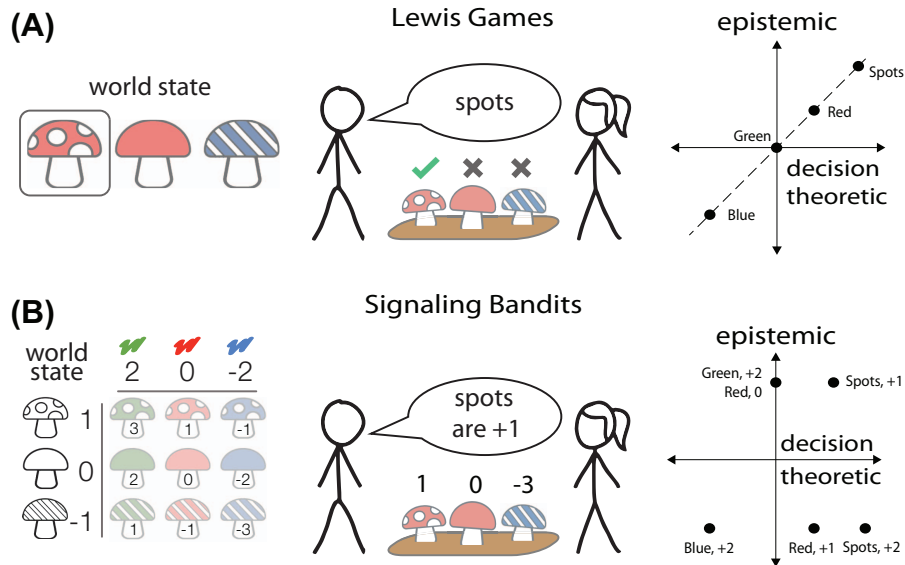 (A)
Lewis Games
world state
spots
epistemic
Spots
Red
Green
decision
theoretic
Blue
(B)
Signaling Bandits
world
state
2 0 -2
1
3 1 -1
0
2 0 -2
-1
1 -1 -3
spots
are +1
1 0 -3
epistemic
Green, +2
Red, 0
Spots, +1
decision
theoretic
Blue, +2
Red, +1
Spots, +2